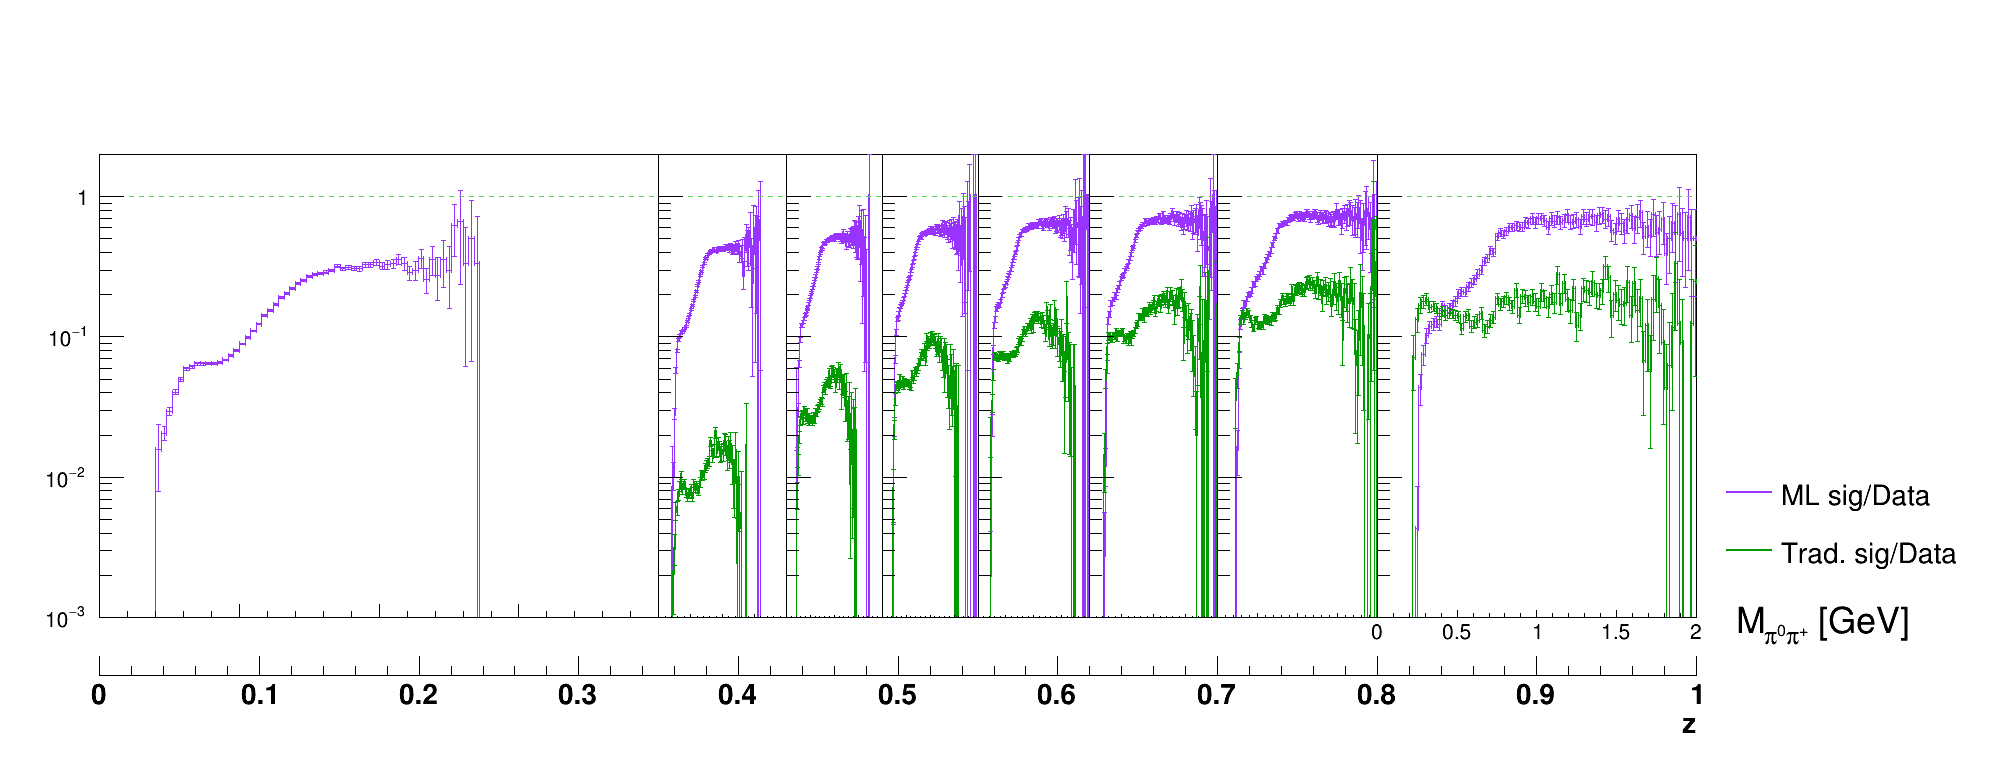 1
10⁻¹
10⁻²
10⁻³
ML sig/Data
Trad. sig/Data
0 0.5 1 1.5 2
M_π⁰π⁺ [GeV]
0 0.1 0.2 0.3 0.4 0.5 0.6 0.7 0.8 0.9 1
z